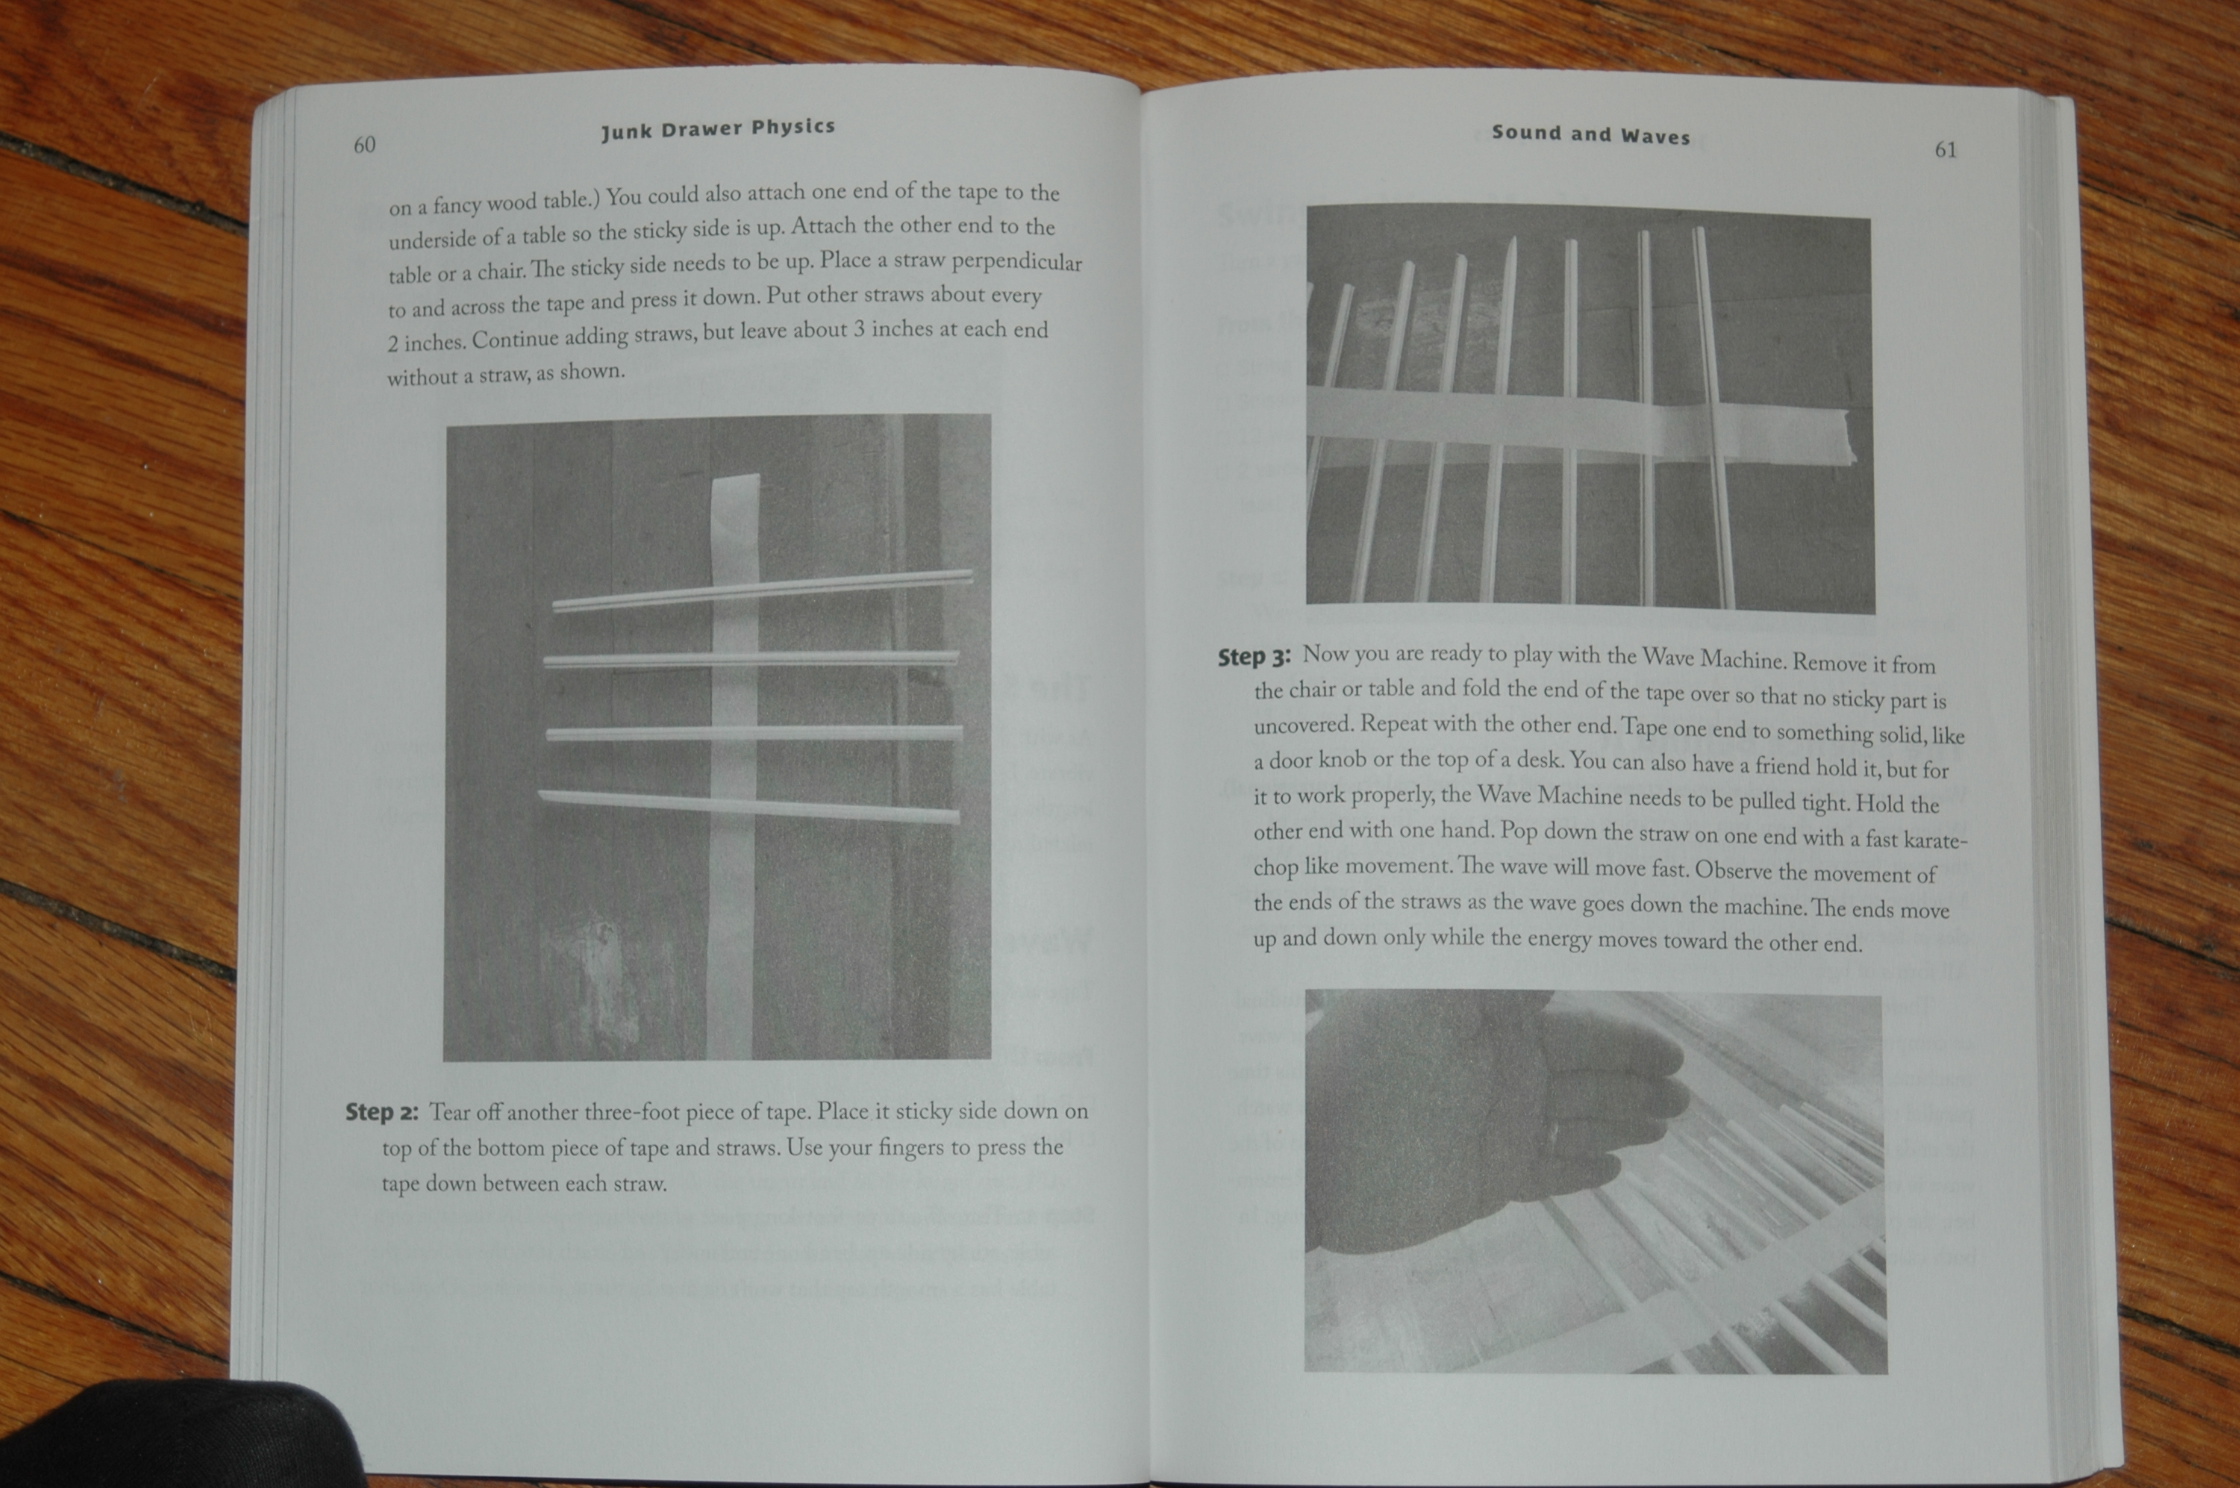 60
Junk Drawer Physics
on a fancy wood table.) You could also attach one end of the tape to the
underside of a table so the sticky side is up. Attach the other end to the
table or a chair. The sticky side needs to be up. Place a straw perpendicular
to and across the tape and press it down. Put other straws about every
2 inches. Continue adding straws, but leave about 3 inches at each end
without a straw, as shown.
Step 2: Tear off another three-foot piece of tape. Place it sticky side down on
top of the bottom piece of tape and straws. Use your fingers to press the
tape down between each straw.
Sound and Waves
61
Step 3: Now you are ready to play with the Wave Machine. Remove it from
the chair or table and fold the end of the tape over so that no sticky part is
uncovered. Repeat with the other end. Tape one end to something solid, like
a door knob or the top of a desk. You can also have a friend hold it, but for
it to work properly, the Wave Machine needs to be pulled tight. Hold the
other end with one hand. Pop down the straw on one end with a fast karate-
chop like movement. The wave will move fast. Observe the movement of
the ends of the straws as the wave goes down the machine. The ends move
up and down only while the energy moves toward the other end.